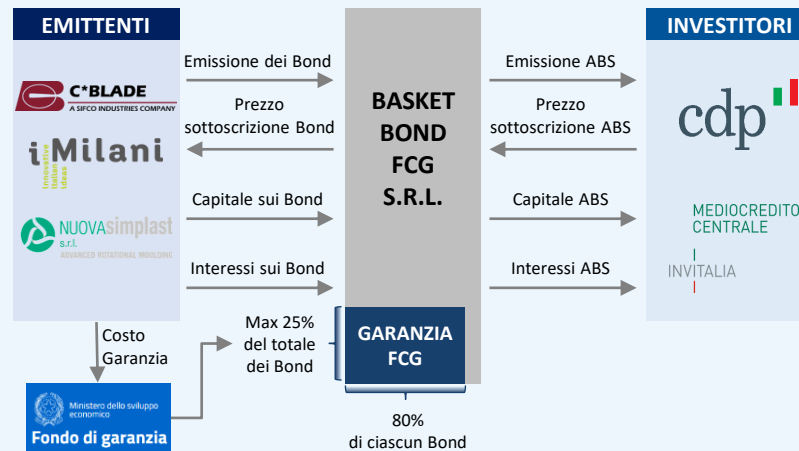 EMITTENTI
C*BLADE
A SIFCO INDUSTRIES COMPANY
iMilani
Innovative
Italian
Ideas
NUOVAsimplast
s.r.l.
ADVANCED ROTATIONAL MOULDING
Emissione dei Bond
Prezzo
sottoscrizione Bond
Capitale sui Bond
Interessi sui Bond
BASKET
BOND
FCG
S.R.L.
Emissione ABS
Prezzo
sottoscrizione ABS
Capitale ABS
Interessi ABS
INVESTITORI
cdp
MEDIOCREDITO
CENTRALE
INVITALIA
Costo
Garanzia
Max 25%
del totale
dei Bond
GARANZIA
FCG
Ministero dello sviluppo
economico
Fondo di garanzia
80%
di ciascun Bond